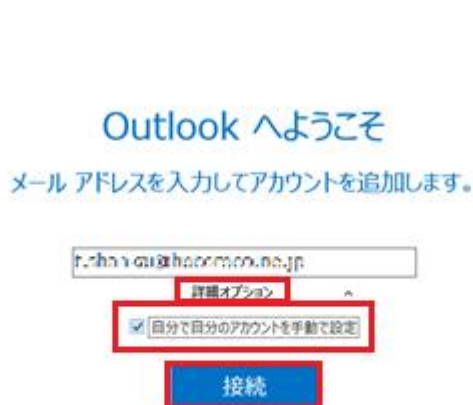 Outlook へようこそ
メール アドレスを入力してアカウントを追加します。
詳細オプション
自分で自分のアカウントを手動で設定
接続